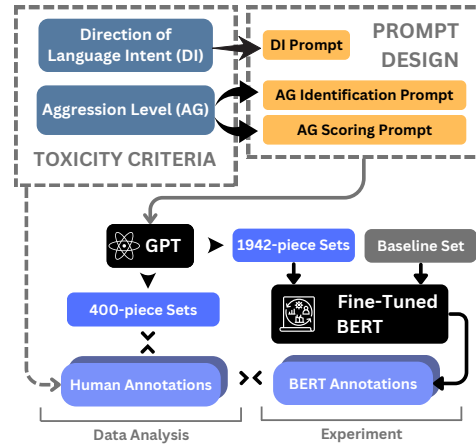 Direction of
Language Intent (DI)
Aggression Level (AG)
TOXICITY CRITERIA
PROMPT
DESIGN
DI Prompt
AG Identification Prompt
AG Scoring Prompt
GPT
1942-piece Sets
Baseline Set
400-piece Sets
Fine-Tuned
BERT
Human Annotations
BERT Annotations
Data Analysis
Experiment